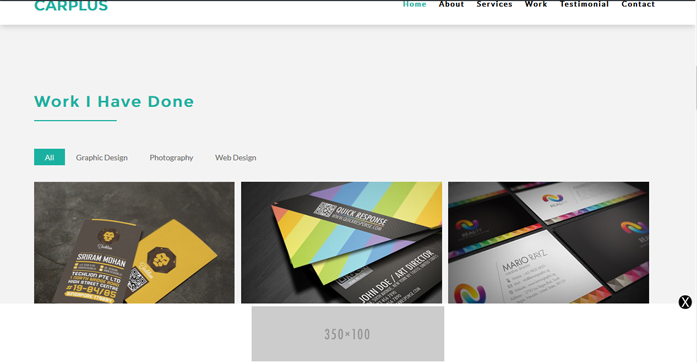 CARPLUS
Home About Services Work Testimonial Contact
Work I Have Done
All Graphic Design Photography Web Design
SRIRAM MOHAN
TECHLION PTE LTD
HIGH STREET CENTRE
#19-04/05
QUICK RESPONSE
WWW.QUICKRESPONSE.COM
JOHN DOE / ART DIRECTOR
MARIO RAYZ
X
350×100